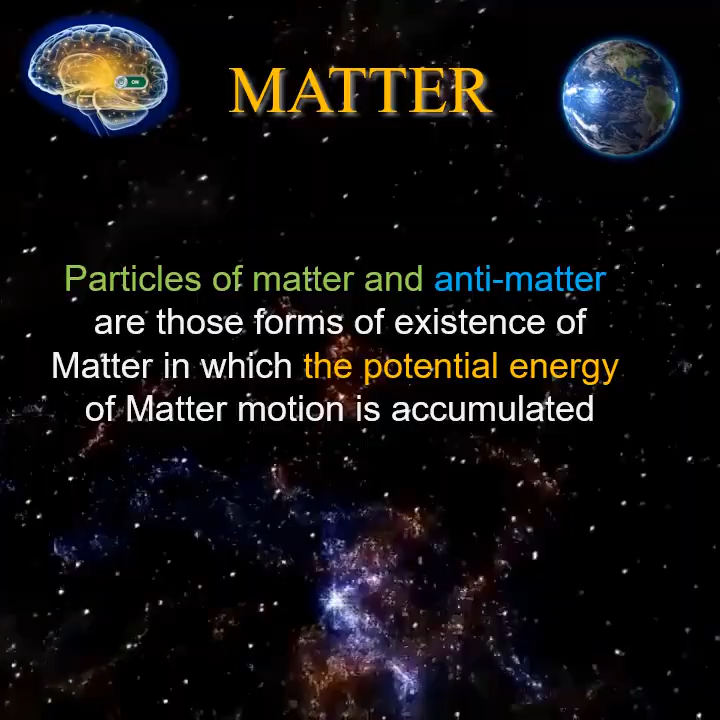 ON
MATTER
Particles of matter and anti-matter
are those forms of existence of
Matter in which the potential energy
of Matter motion is accumulated